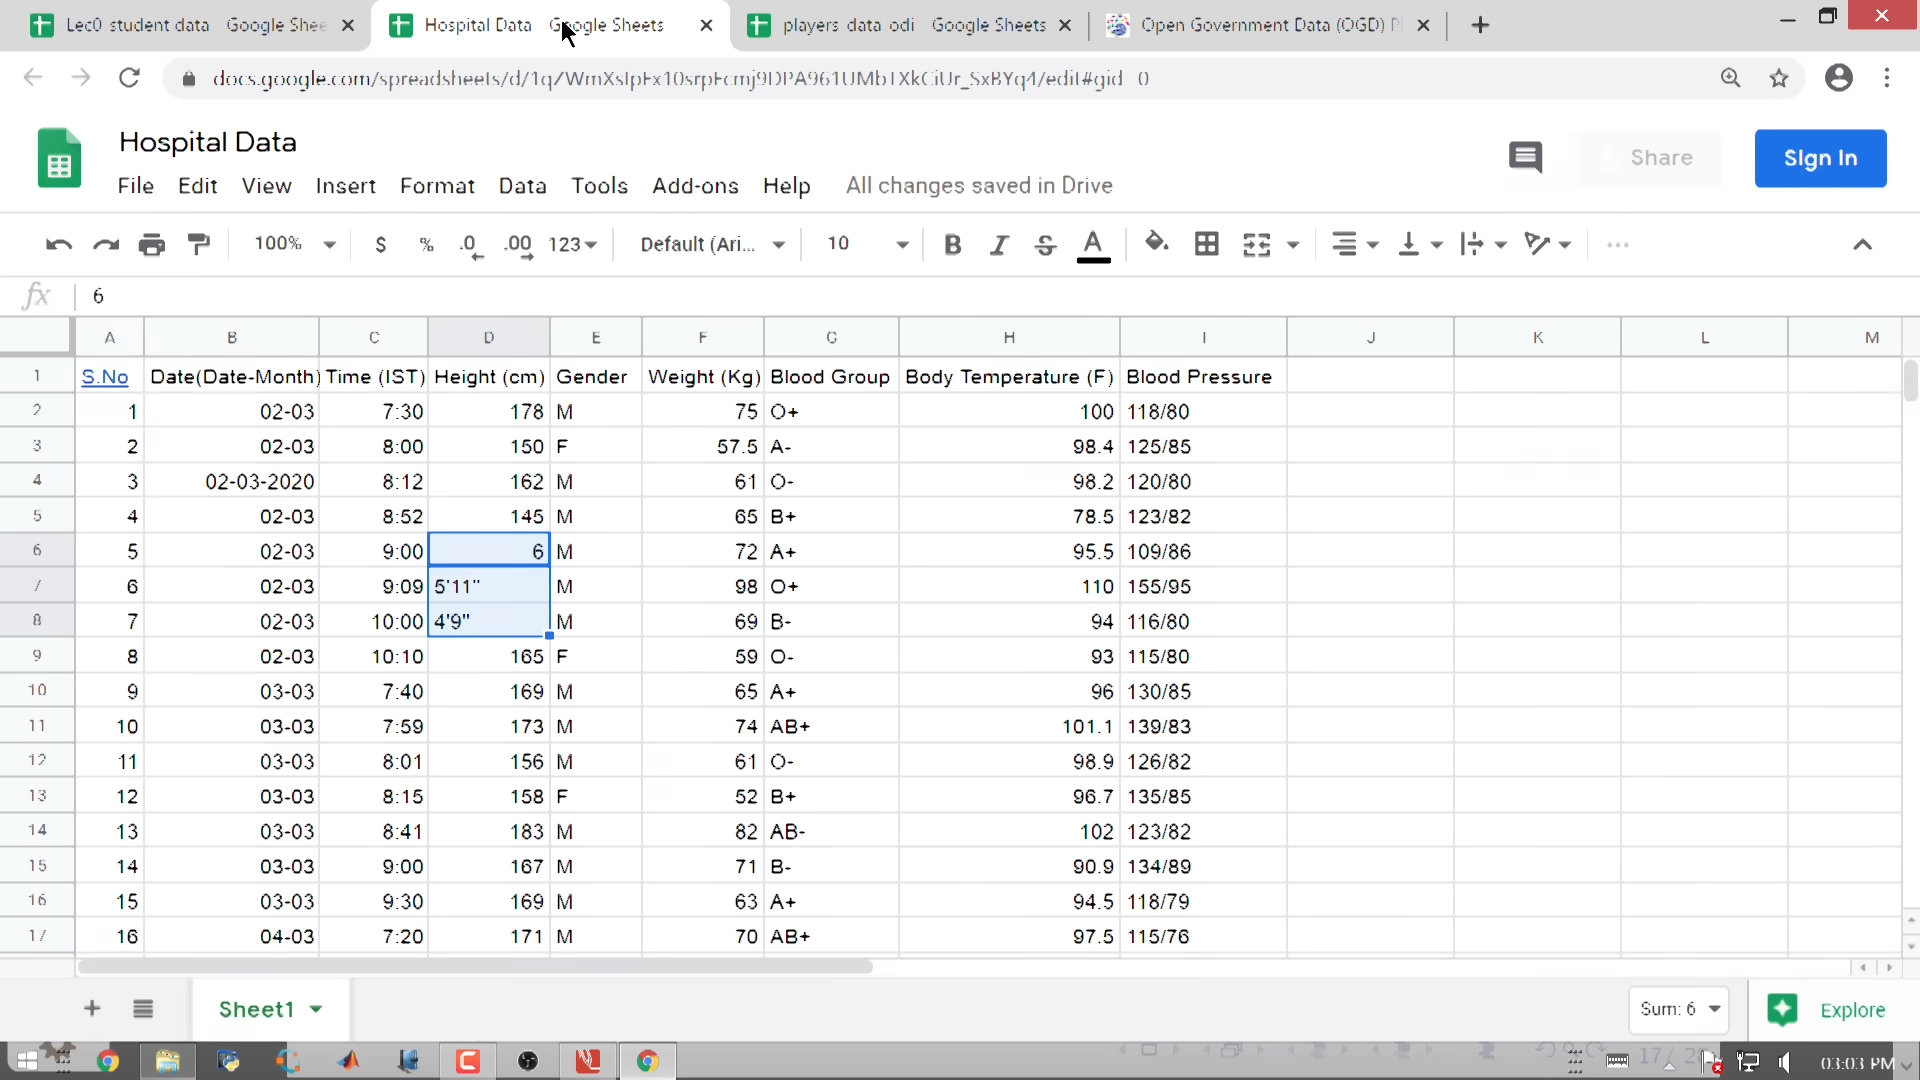 Lec0 student data Google Shee
Hospital Data Google Sheets
players data odi Google Sheets
Open Government Data (OGD) P
Hospital Data
File Edit View Insert Format Data Tools Add-ons Help All changes saved in Drive
Share
Sign In
100% $ % .0 .00 123 Default (Ari... 10 B I S A
fx 6
A B C D E F G H I J K L M
1 S.No Date(Date-Month) Time (IST) Height (cm) Gender Weight (Kg) Blood Group Body Temperature (F) Blood Pressure
2 1 02-03 7:30 178 M 75 O+ 100 118/80
3 2 02-03 8:00 150 F 57.5 A- 98.4 125/85
4 3 02-03-2020 8:12 162 M 61 O- 98.2 120/80
5 4 02-03 8:52 145 M 65 B+ 78.5 123/82
6 5 02-03 9:00 6 M 72 A+ 95.5 109/86
7 6 02-03 9:09 5'11" M 98 O+ 110 155/95
8 7 02-03 10:00 4'9" M 69 B- 94 116/80
9 8 02-03 10:10 165 F 59 O- 93 115/80
10 9 03-03 7:40 169 M 65 A+ 96 130/85
11 10 03-03 7:59 173 M 74 AB+ 101.1 139/83
12 11 03-03 8:01 156 M 61 O- 98.9 126/82
13 12 03-03 8:15 158 F 52 B+ 96.7 135/85
14 13 03-03 8:41 183 M 82 AB- 102 123/82
15 14 03-03 9:00 167 M 71 B- 90.9 134/89
16 15 03-03 9:30 169 M 63 A+ 94.5 118/79
17 16 04-03 7:20 171 M 70 AB+ 97.5 115/76
Sheet1
Sum: 6
Explore
03:03 PM